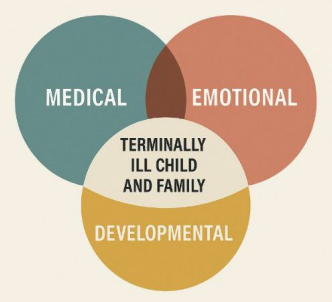 MEDICAL
EMOTIONAL
TERMINALLY
ILL CHILD
AND FAMILY
DEVELOPMENTAL